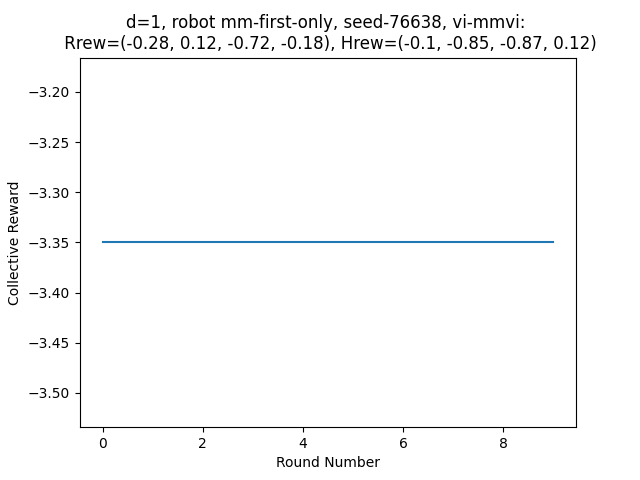 d=1, robot mm-first-only, seed-76638, vi-mmvi:
Rrew=(-0.28, 0.12, -0.72, -0.18), Hrew=(-0.1, -0.85, -0.87, 0.12)
−3.20
−3.25
−3.30
−3.35
−3.40
−3.45
−3.50
Collective Reward
0 2 4 6 8
Round Number